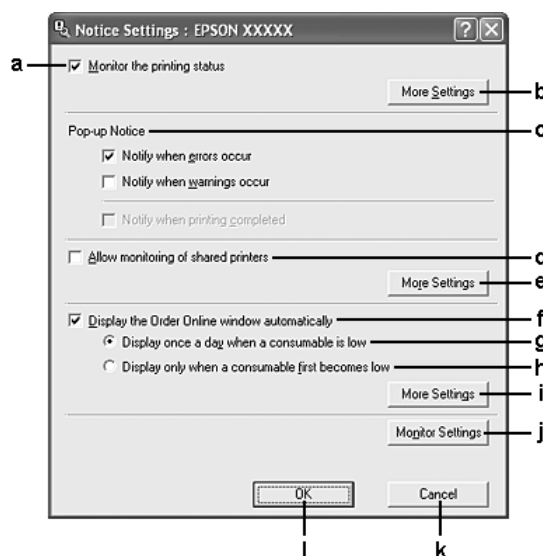 Notice Settings : EPSON XXXXX
a
Monitor the printing status
More Settings
b
Pop-up Notice
c
Notify when errors occur
Notify when warnings occur
Notify when printing completed
Allow monitoring of shared printers
d
More Settings
e
Display the Order Online window automatically
f
Display once a day when a consumable is low
g
Display only when a consumable first becomes low
h
More Settings
i
Monitor Settings
j
OK
Cancel
l
k